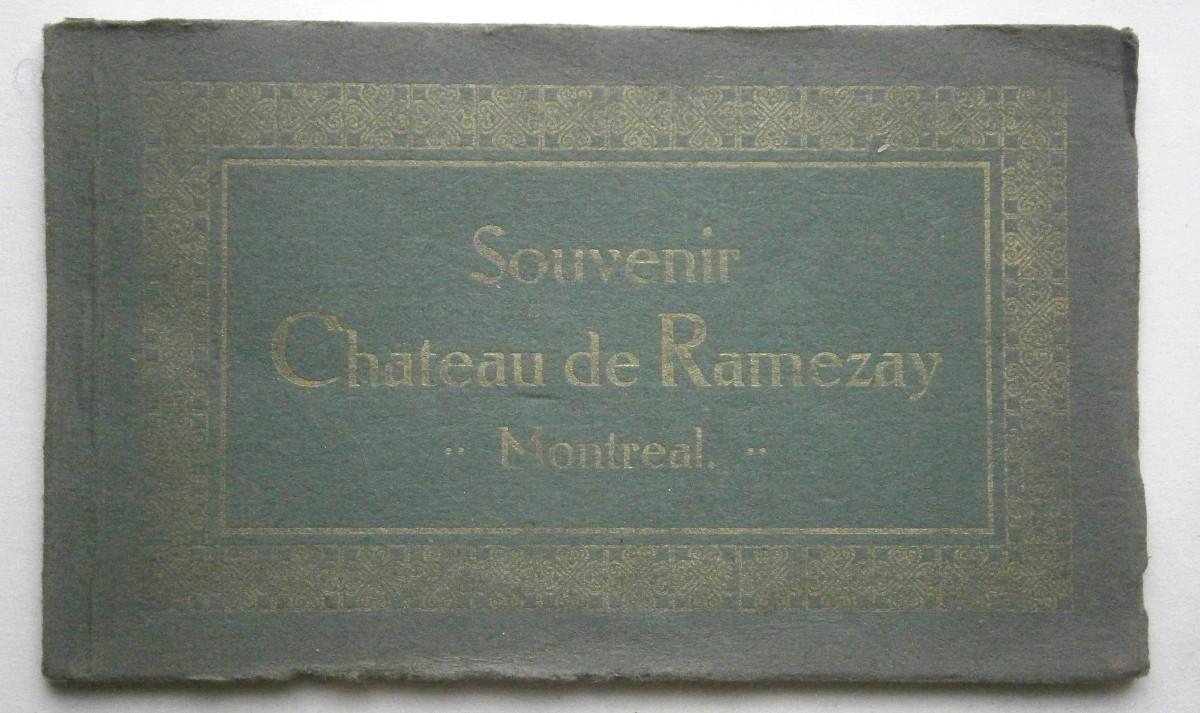 Souvenir
Chateau de Ramezay
·· Montreal. ··